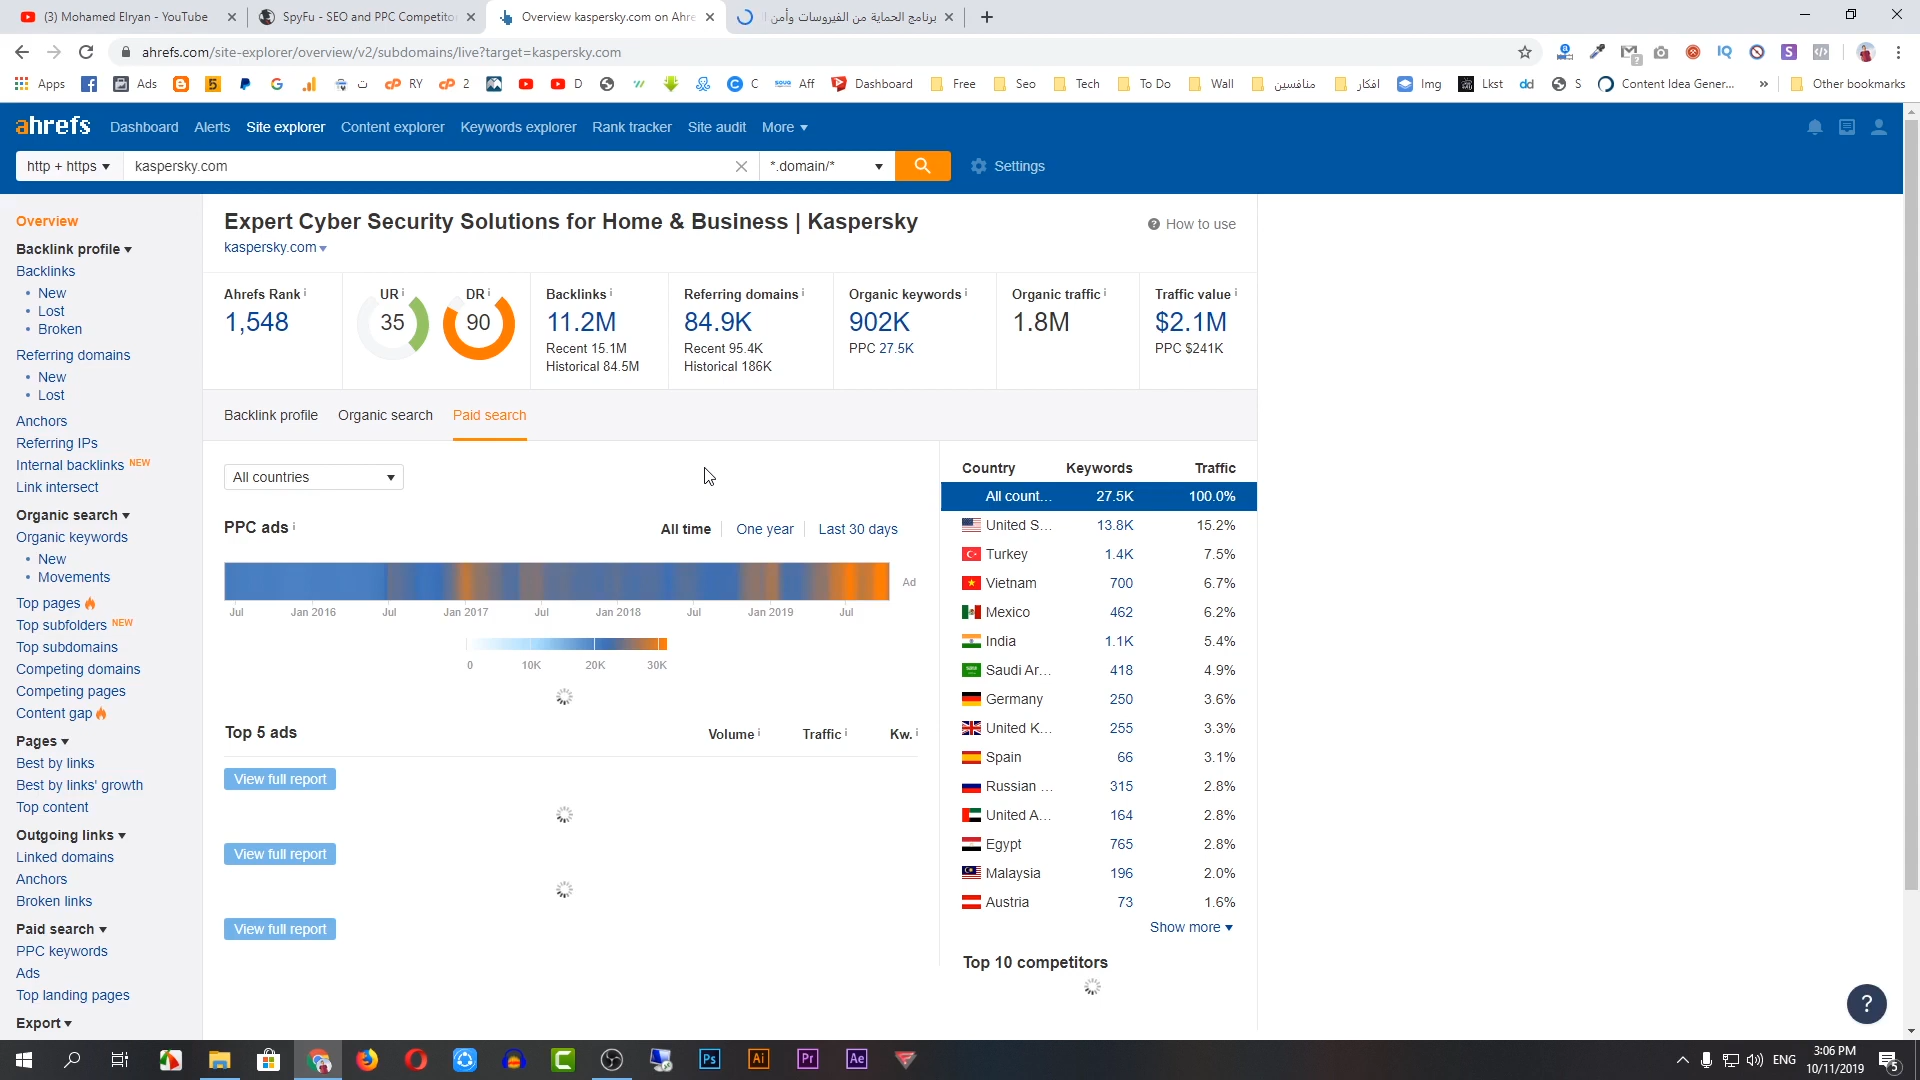 (3) Mohamed Elryan - YouTube
SpyFu - SEO and PPC Competitor
Overview kaspersky.com on Ahre
برنامج الحماية من الفيروسات وأمن
ahrefs.com/site-explorer/overview/v2/subdomains/live?target=kaspersky.com
Apps
Ads
ت
RY
2
D
C
Aff
Dashboard
Free
Seo
Tech
To Do
Wall
منافسين
افكار
Img
Lkst
S
Content Idea Gener...
»
Other bookmarks
ahrefs
Dashboard
Alerts
Site explorer
Content explorer
Keywords explorer
Rank tracker
Site audit
More
http + https
kaspersky.com
*.domain/*
Settings
Overview
Backlink profile
Backlinks
• New
• Lost
• Broken
Referring domains
• New
• Lost
Anchors
Referring IPs
Internal backlinks NEW
Link intersect
Organic search
Organic keywords
• New
• Movements
Top pages
Top subfolders NEW
Top subdomains
Competing domains
Competing pages
Content gap
Pages
Best by links
Best by links' growth
Top content
Outgoing links
Linked domains
Anchors
Broken links
Paid search
PPC keywords
Ads
Top landing pages
Export
Expert Cyber Security Solutions for Home & Business | Kaspersky
How to use
kaspersky.com
Ahrefs Rank i
1,548
UR i
35
DR i
90
Backlinks i
11.2M
Recent 15.1M
Historical 84.5M
Referring domains i
84.9K
Recent 95.4K
Historical 186K
Organic keywords i
902K
PPC 27.5K
Organic traffic i
1.8M
Traffic value i
$2.1M
PPC $241K
Backlink profile
Organic search
Paid search
All countries
PPC ads i
All time
One year
Last 30 days
Ad
Jul Jan 2016 Jul Jan 2017 Jul Jan 2018 Jul Jan 2019 Jul
0 10K 20K 30K
Top 5 ads
Volume i
Traffic i
Kw. i
View full report
View full report
View full report
Country Keywords Traffic
All count... 27.5K 100.0%
United S... 13.8K 15.2%
Turkey 1.4K 7.5%
Vietnam 700 6.7%
Mexico 462 6.2%
India 1.1K 5.4%
Saudi Ar... 418 4.9%
Germany 250 3.6%
United K... 255 3.3%
Spain 66 3.1%
Russian ... 315 2.8%
United A... 164 2.8%
Egypt 765 2.8%
Malaysia 196 2.0%
Austria 73 1.6%
Show more
Top 10 competitors
?
Ps
Ai
Pr
Ae
ENG
3:06 PM
10/11/2019
5